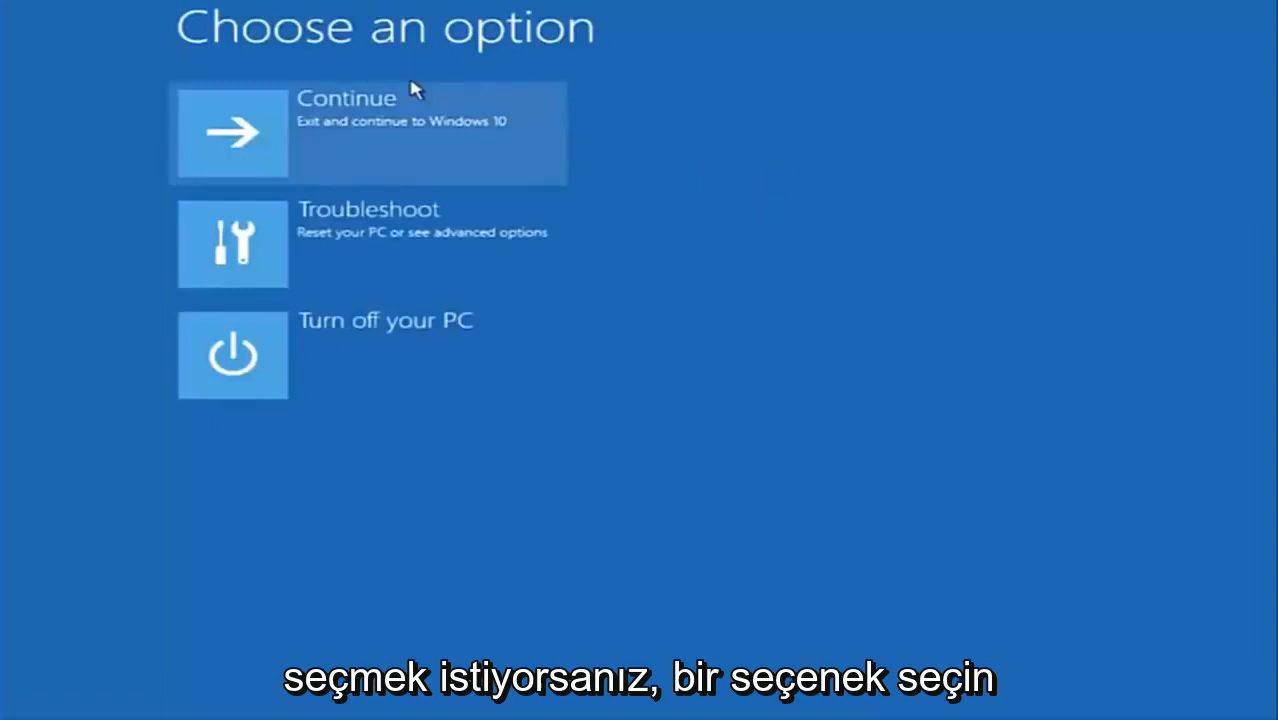 Choose an option
Continue
Exit and continue to Windows 10
Troubleshoot
Reset your PC or see advanced options
Turn off your PC
seçmek istiyorsanız, bir seçenek seçin